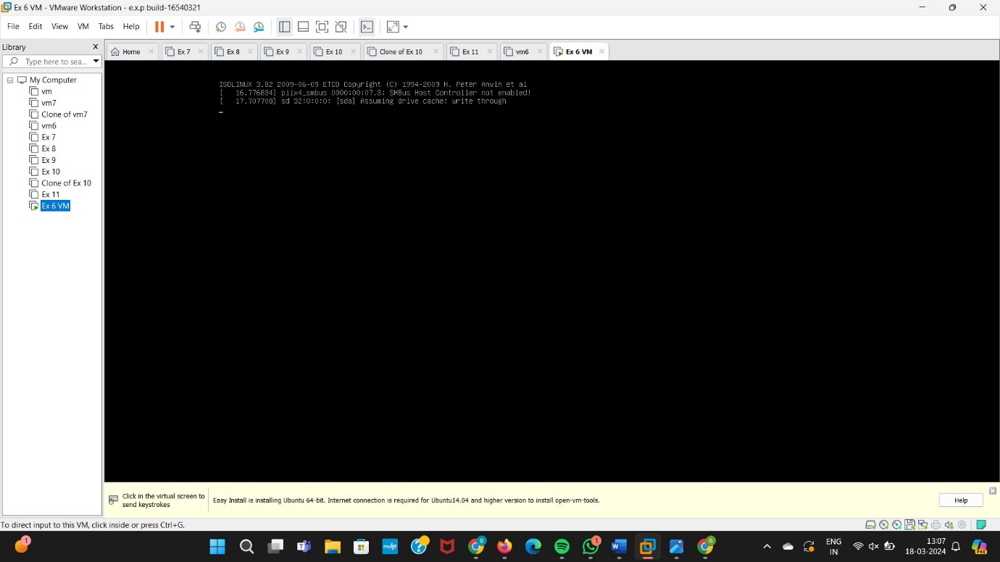 Ex 6 VM - VMware Workstation - e.x.p build-16540321
File Edit View VM Tabs Help
Library
Home Ex 7 Ex 8 Ex 9 Ex 10 Clone of Ex 10 Ex 11 vm6 Ex 6 VM
Type here to sea...
My Computer
vm
vm7
Clone of vm7
vm6
Ex 7
Ex 8
Ex 9
Ex 10
Clone of Ex 10
Ex 11
Ex 6 VM
ISOLINUX 3.82 2009-06-09 ETCD Copyright (C) 1994-2009 H. Peter Anvin et al
[ 16.776834] piix4_smbus 0000:00:07.3: SMBus Host Controller not enabled!
[ 17.707708] sd 32:0:0:0: [sda] Assuming drive cache: write through
Click in the virtual screen to
send keystrokes
Easy Install is installing Ubuntu 64-bit. Internet connection is required for Ubuntu14.04 and higher version to install open-vm-tools.
Help
To direct input to this VM, click inside or press Ctrl+G.
1
myhp
?
B
1
W
B
ENG
IN
13:07
18-03-2024
PRE